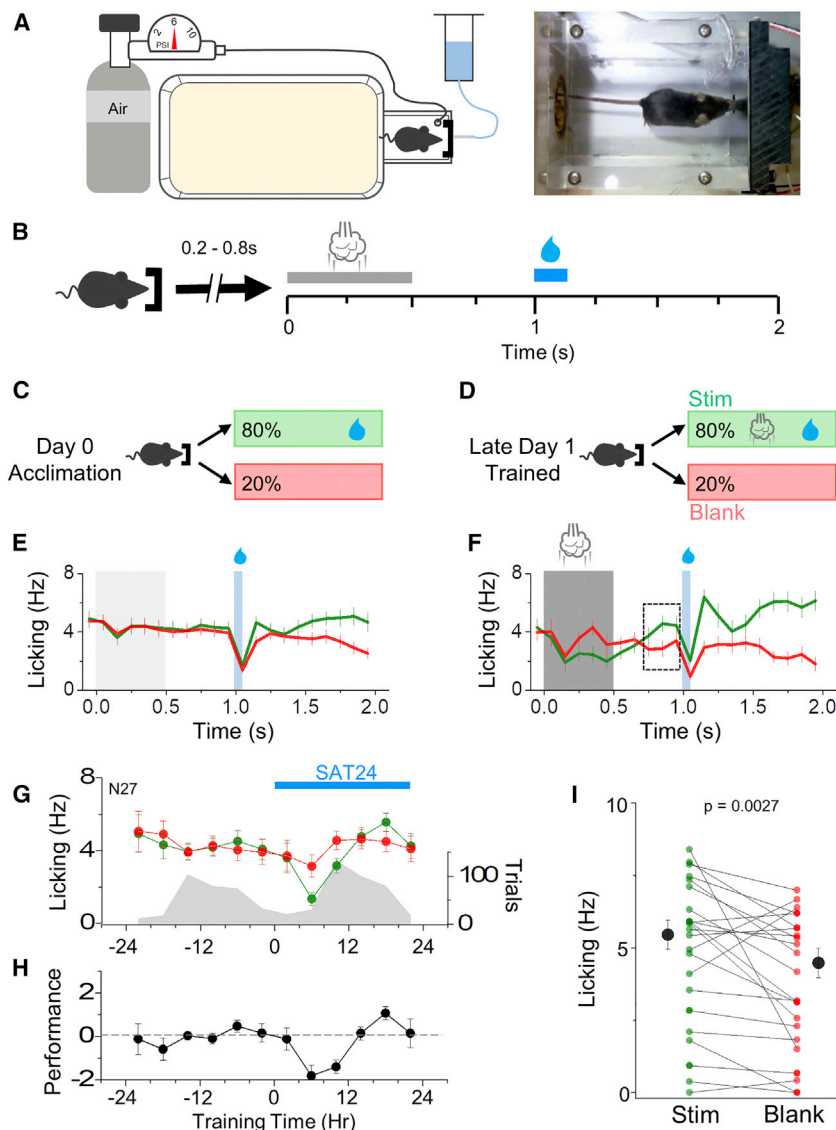 A
2 6 10
PSI
Air
B
0.2 - 0.8s
0 1 2
Time (s)
C
Day 0
Acclimation
80%
20%
D
Late Day 1
Trained
Stim
80%
20%
Blank
E
Licking (Hz)
8
4
0
0.0 0.5 1.0 1.5 2.0
Time (s)
F
Licking (Hz)
8
4
0
0.0 0.5 1.0 1.5 2.0
Time (s)
G
N27
SAT24
Licking (Hz)
8
4
0
100
0
Trials
-24 -12 0 12 24
H
Performance
2
0
-2
-24 -12 0 12 24
Training Time (Hr)
I
p = 0.0027
Licking (Hz)
10
5
0
Stim Blank